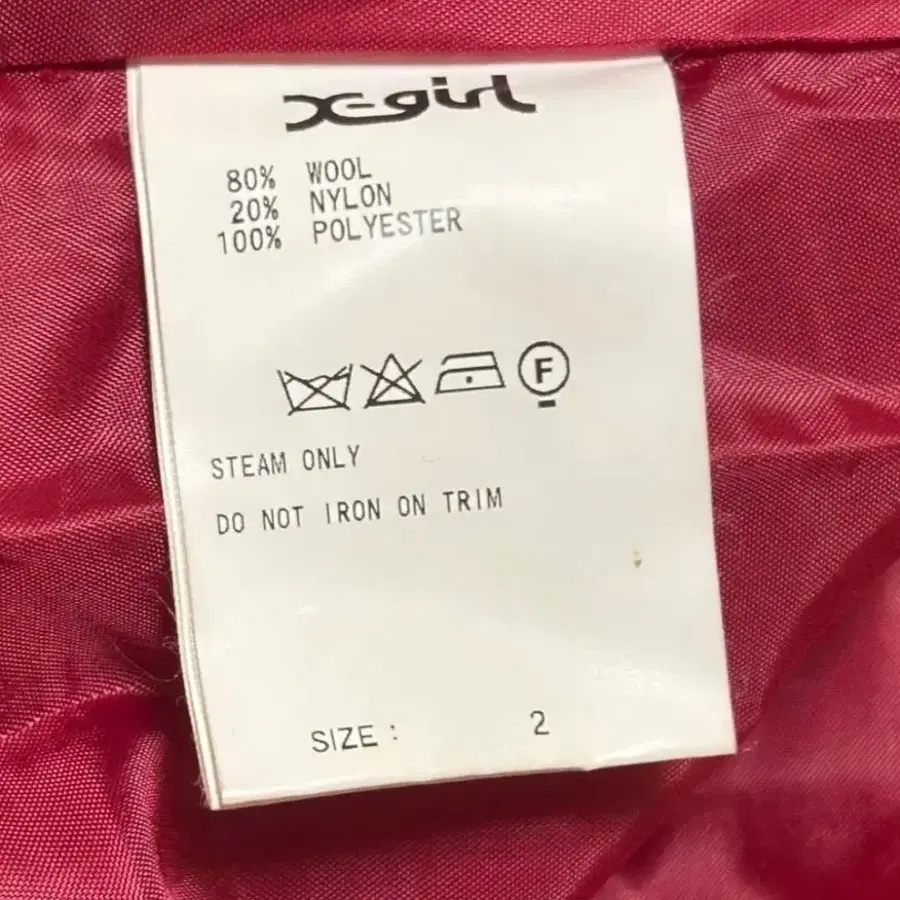 X-girl
80% WOOL
20% NYLON
100% POLYESTER
F
STEAM ONLY
DO NOT IRON ON TRIM
SIZE : 2